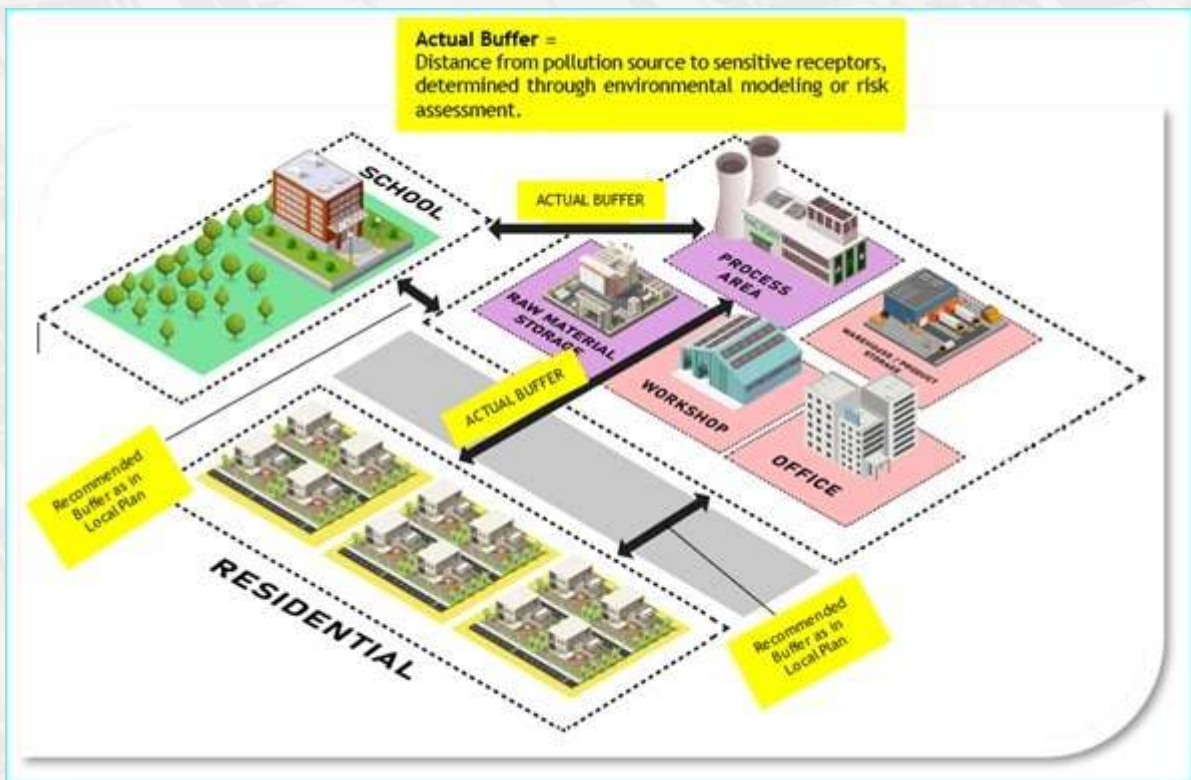 Actual Buffer =
Distance from pollution source to sensitive receptors,
determined through environmental modeling or risk
assessment.
SCHOOL
ACTUAL BUFFER
PROCESS
AREA
RAW MATERIAL
STORAGE
WAREHOUSE / PRODUCT
STORAGE
ACTUAL BUFFER
WORKSHOP
OFFICE
Recommended
Buffer as in
Local Plan
RESIDENTIAL
Recommended
Buffer as in
Local Plan